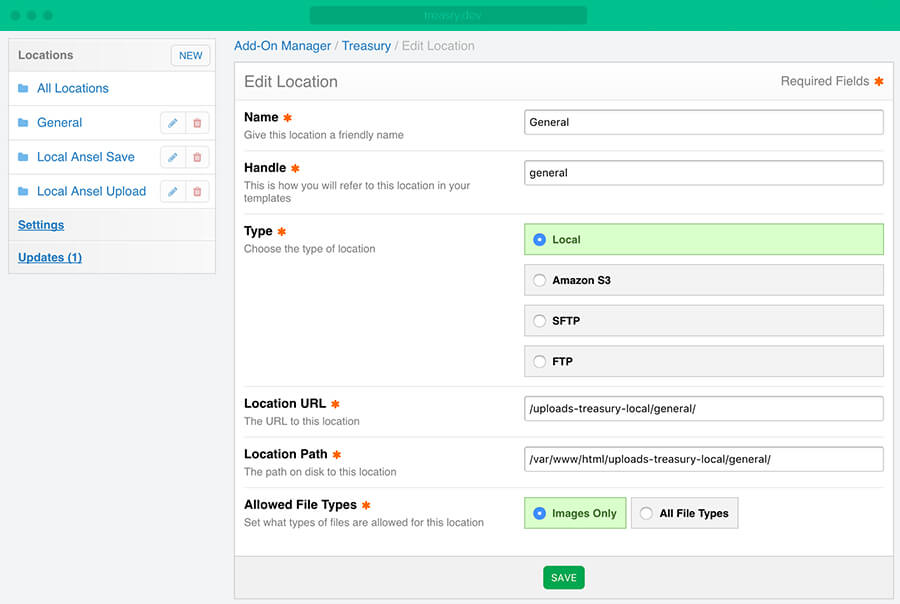 treasry.dev
Locations
NEW
All Locations
General
Local Ansel Save
Local Ansel Upload
Settings
Updates (1)
Add-On Manager / Treasury / Edit Location
Edit Location
Required Fields ✱
Name ✱
Give this location a friendly name
General
Handle ✱
This is how you will refer to this location in your
templates
general
Type ✱
Choose the type of location
Local
Amazon S3
SFTP
FTP
Location URL ✱
The URL to this location
/uploads-treasury-local/general/
Location Path ✱
The path on disk to this location
/var/www/html/uploads-treasury-local/general/
Allowed File Types ✱
Set what types of files are allowed for this location
Images Only
All File Types
SAVE